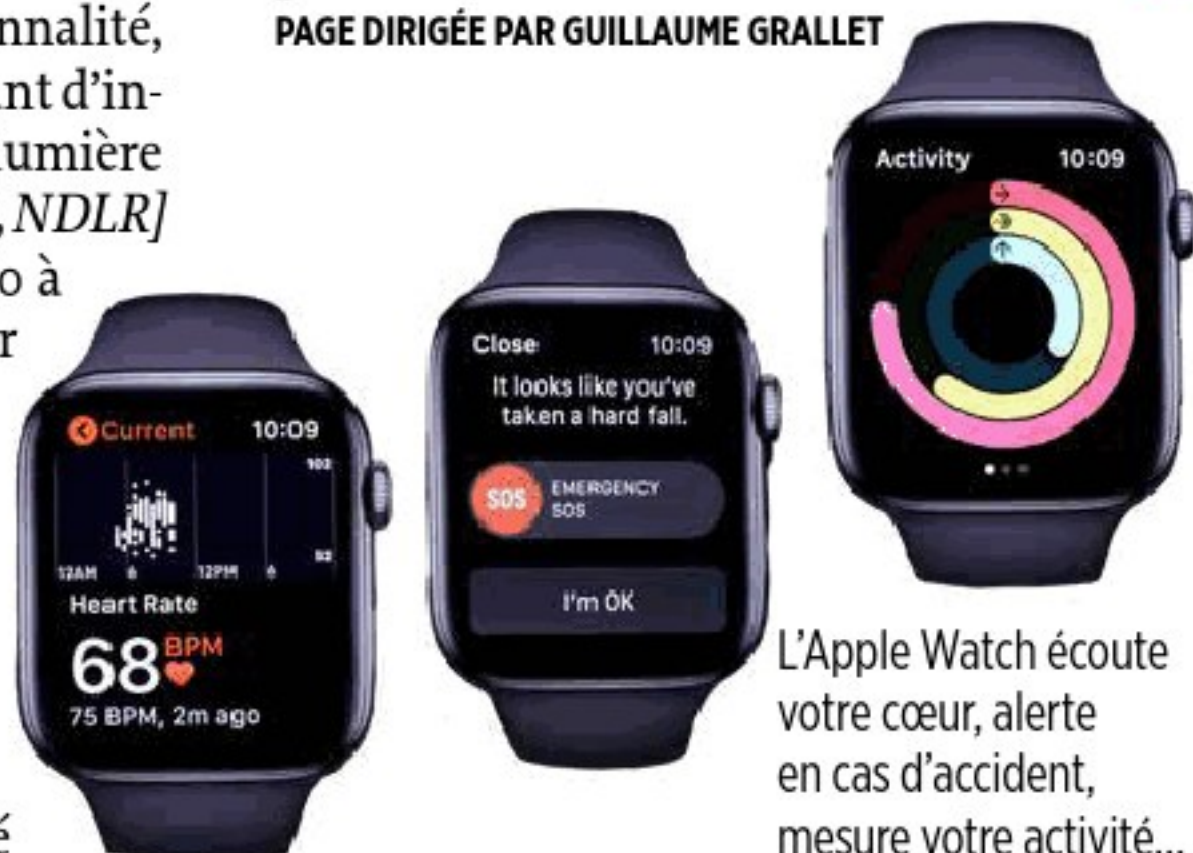 nnalité,
nt d'in-
umière
, NDLR]
o à
r
é
PAGE DIRIGÉE PAR GUILLAUME GRALLET
Current 10:09
102
52
12AM 6 12PM 6
Heart Rate
68 BPM
75 BPM, 2m ago
Close 10:09
It looks like you've
taken a hard fall.
SOS EMERGENCY
SOS
I'm OK
Activity 10:09
L'Apple Watch écoute
votre cœur, alerte
en cas d'accident,
mesure votre activité...